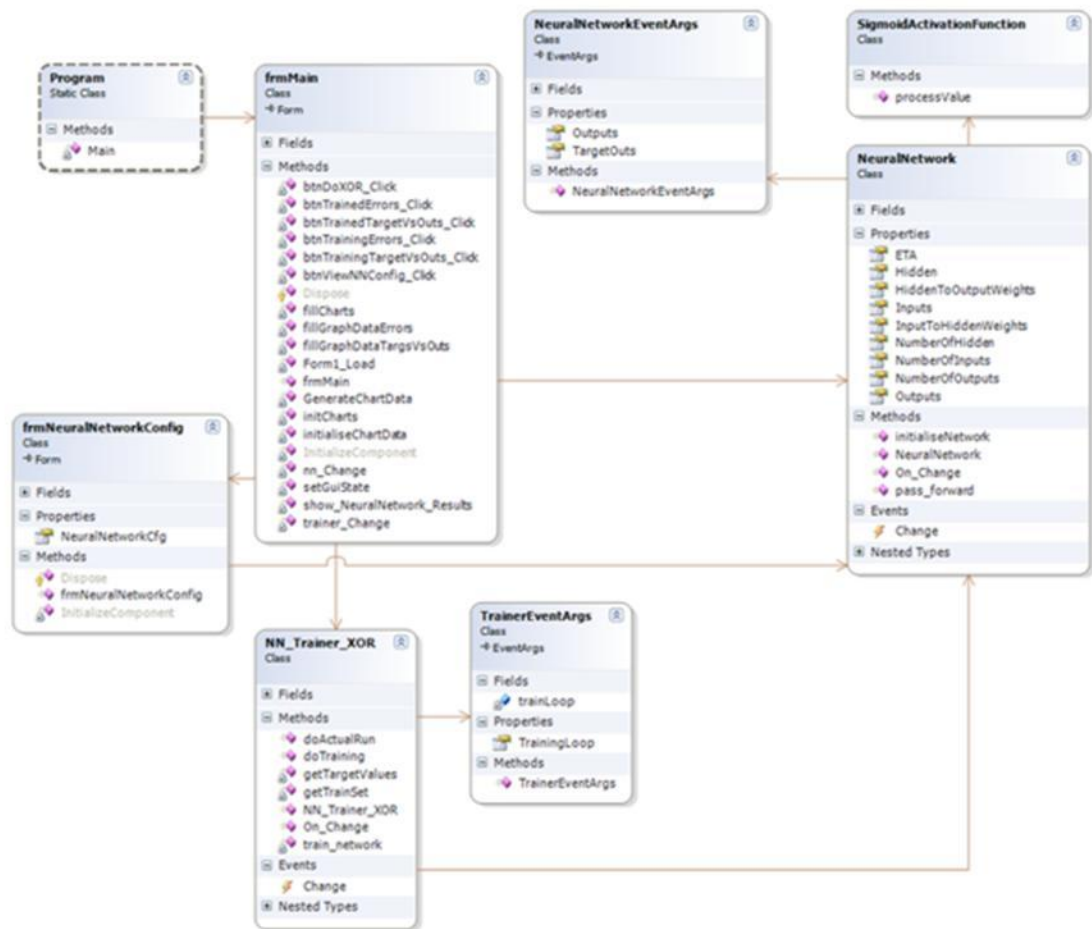 Program
Static Class
Methods
Main
frmMain
Class
Form
Fields
Methods
btnDoXOR_Click
btnTrainedErrors_Click
btnTrainedTargetVsOuts_Click
btnTrainingErrors_Click
btnTrainingTargetVsOuts_Click
btnViewNNConfig_Click
Dispose
fillCharts
fillGraphDataErrors
fillGraphDataTargsVsOuts
Form1_Load
frmMain
GenerateChartData
initCharts
initialiseChartData
InitializeComponent
nn_Change
setGuiState
show_NeuralNetwork_Results
trainer_Change
NeuralNetworkEventArgs
Class
EventArgs
Fields
Properties
Outputs
TargetOuts
Methods
NeuralNetworkEventArgs
SigmoidActivationFunction
Class
Methods
processValue
NeuralNetwork
Class
Fields
Properties
ETA
Hidden
HiddenToOutputWeights
Inputs
InputToHiddenWeights
NumberOfHidden
NumberOfInputs
NumberOfOutputs
Outputs
Methods
initialiseNetwork
NeuralNetwork
On_Change
pass_forward
Events
Change
Nested Types
frmNeuralNetworkConfig
Class
Form
Fields
Properties
NeuralNetworkCfg
Methods
Dispose
frmNeuralNetworkConfig
InitializeComponent
NN_Trainer_XOR
Class
Fields
Methods
doActualRun
doTraining
getTargetValues
getTrainSet
NN_Trainer_XOR
On_Change
train_network
Events
Change
Nested Types
TrainerEventArgs
Class
EventArgs
Fields
trainLoop
Properties
TrainingLoop
Methods
TrainerEventArgs